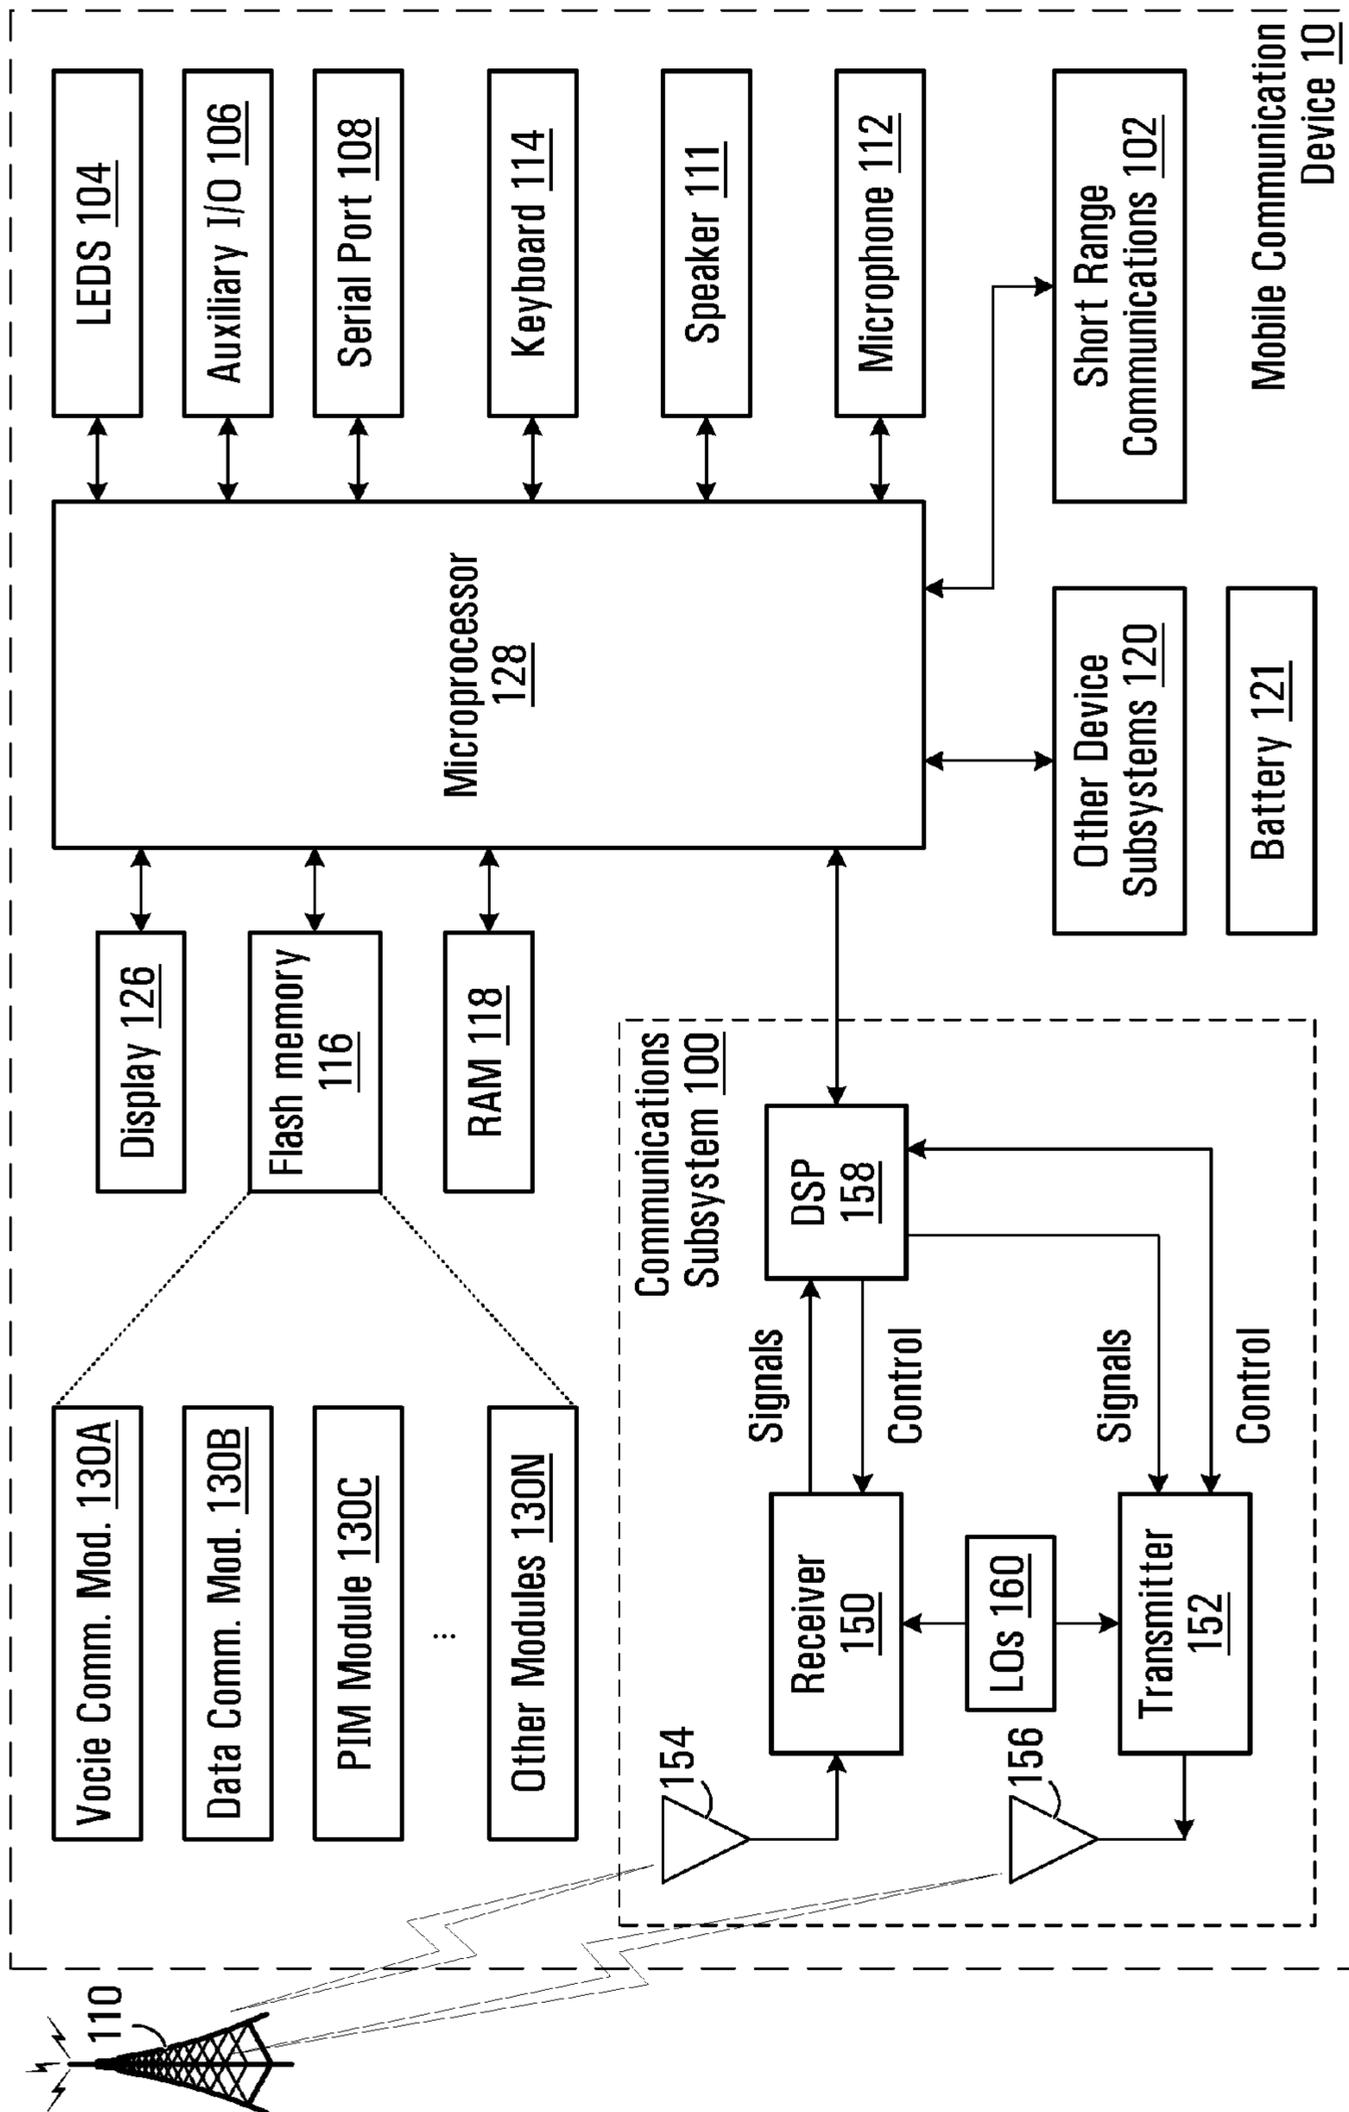 110
Vocie Comm. Mod. 130A
Data Comm. Mod. 130B
PIM Module 130C
...
Other Modules 130N
Display 126
Flash memory
116
RAM 118
Microprocessor
128
LEDS 104
Auxiliary I/O 106
Serial Port 108
Keyboard 114
Speaker 111
Microphone 112
Communications
Subsystem 100
154
Receiver
150
Signals
Control
DSP
158
LOs 160
156
Transmitter
152
Signals
Control
Other Device
Subsystems 120
Battery 121
Short Range
Communications 102
Mobile Communication
Device 10